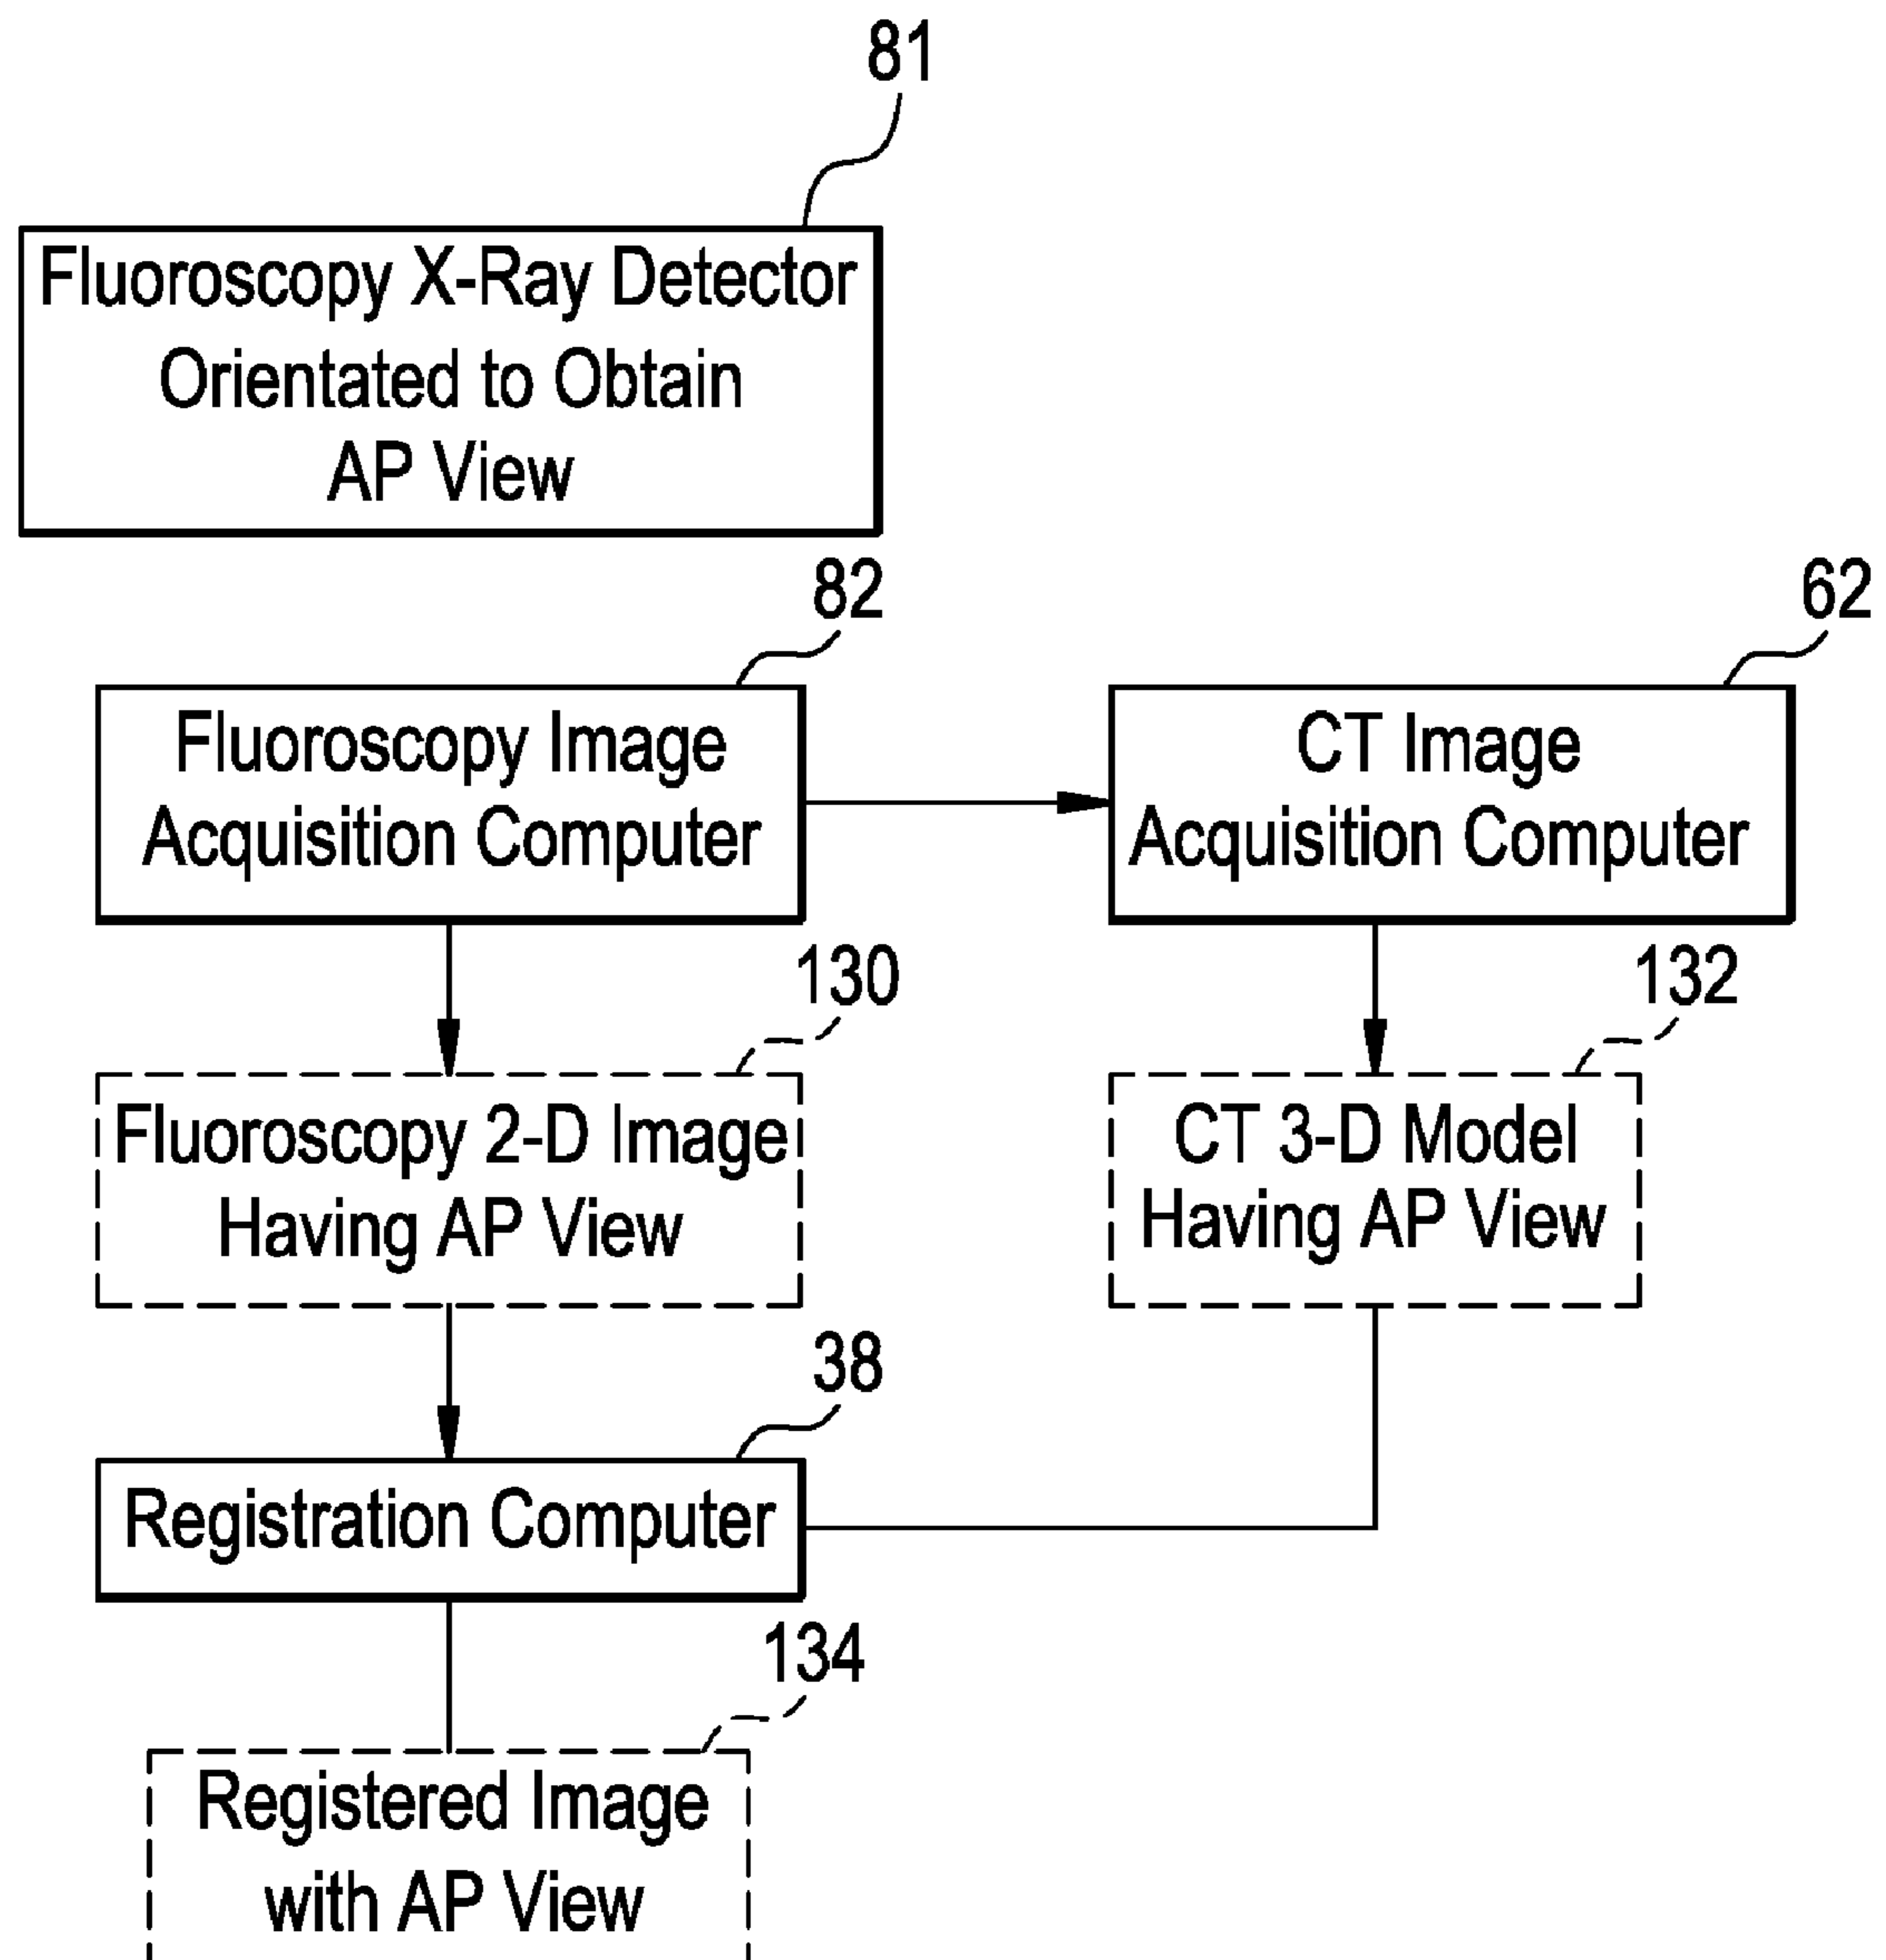 81
Fluoroscopy X-Ray Detector
Orientated to Obtain
AP View
82
Fluoroscopy Image
Acquisition Computer
62
CT Image
Acquisition Computer
130
Fluoroscopy 2-D Image
Having AP View
132
CT 3-D Model
Having AP View
38
Registration Computer
134
Registered Image
with AP View